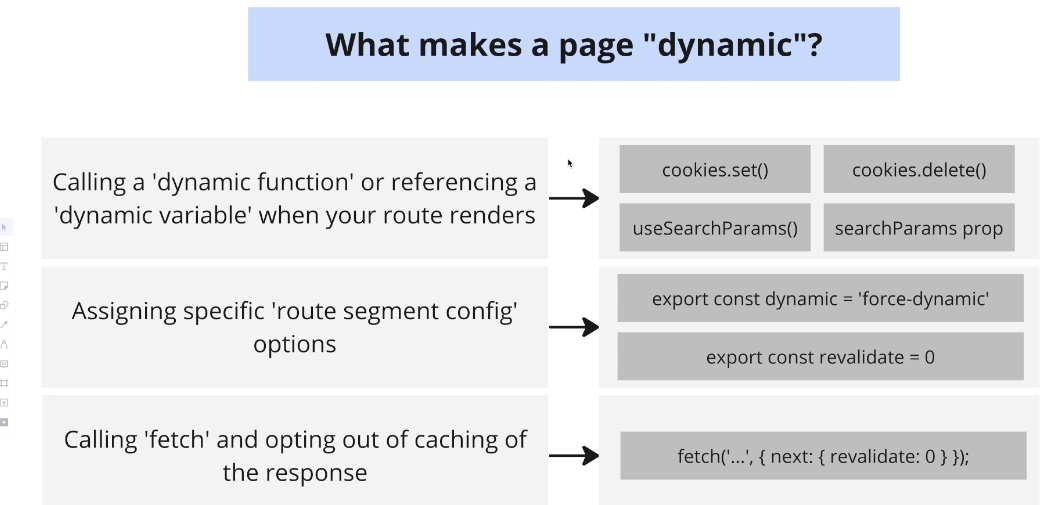 What makes a page "dynamic"?
Calling a 'dynamic function' or referencing a
'dynamic variable' when your route renders
cookies.set()
cookies.delete()
useSearchParams()
searchParams prop
Assigning specific 'route segment config'
options
export const dynamic = 'force-dynamic'
export const revalidate = 0
Calling 'fetch' and opting out of caching of
the response
fetch('...', { next: { revalidate: 0 } });